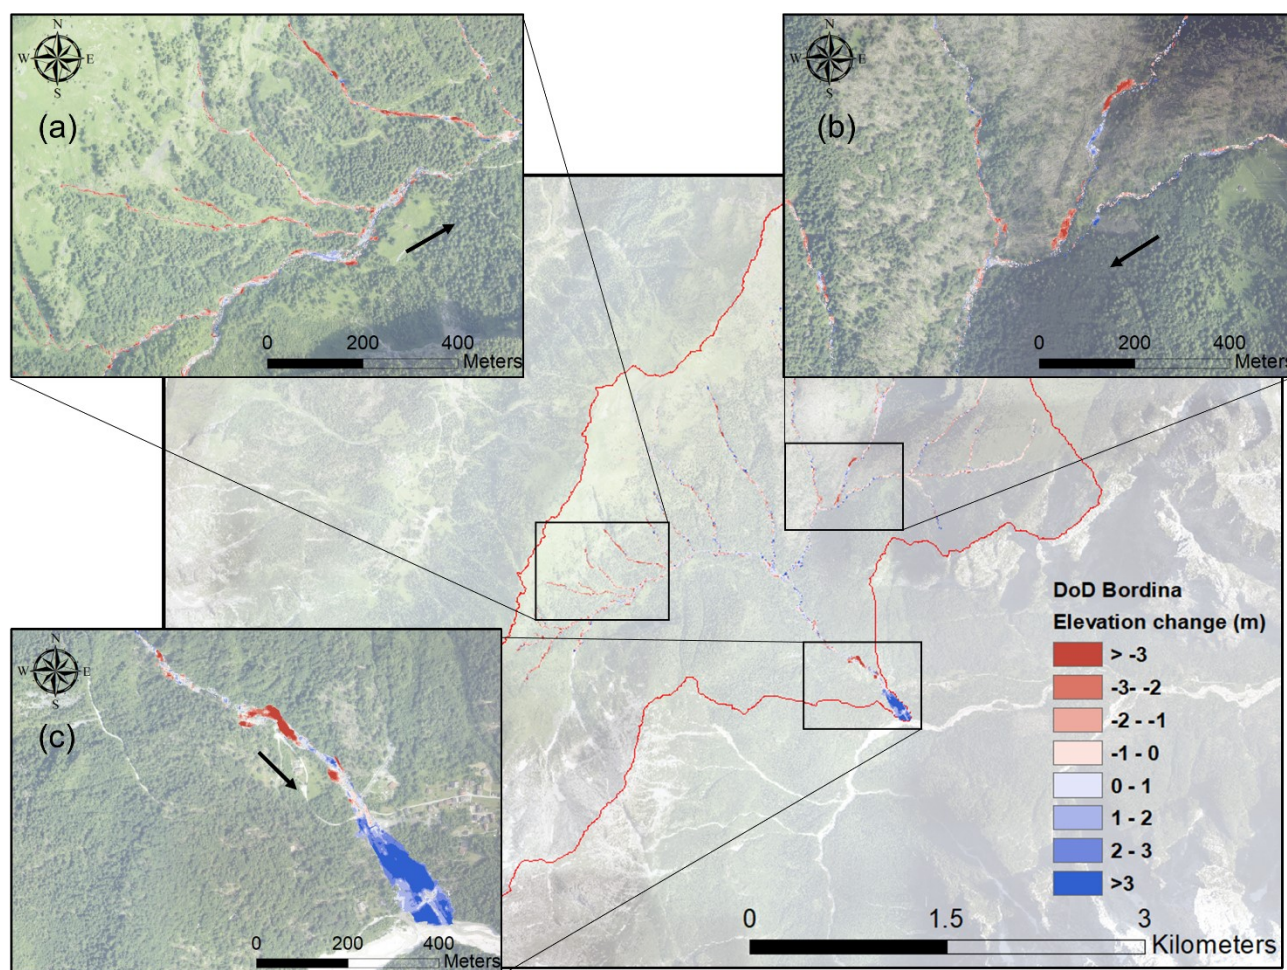 N
W E
S
(a)
0 200 400
Meters
N
W E
S
(b)
0 200 400
Meters
N
W E
S
(c)
0 200 400
Meters
DoD Bordina
Elevation change (m)
> -3
-3- -2
-2 - -1
-1 - 0
0 - 1
1 - 2
2 - 3
>3
0 1.5 3
Kilometers